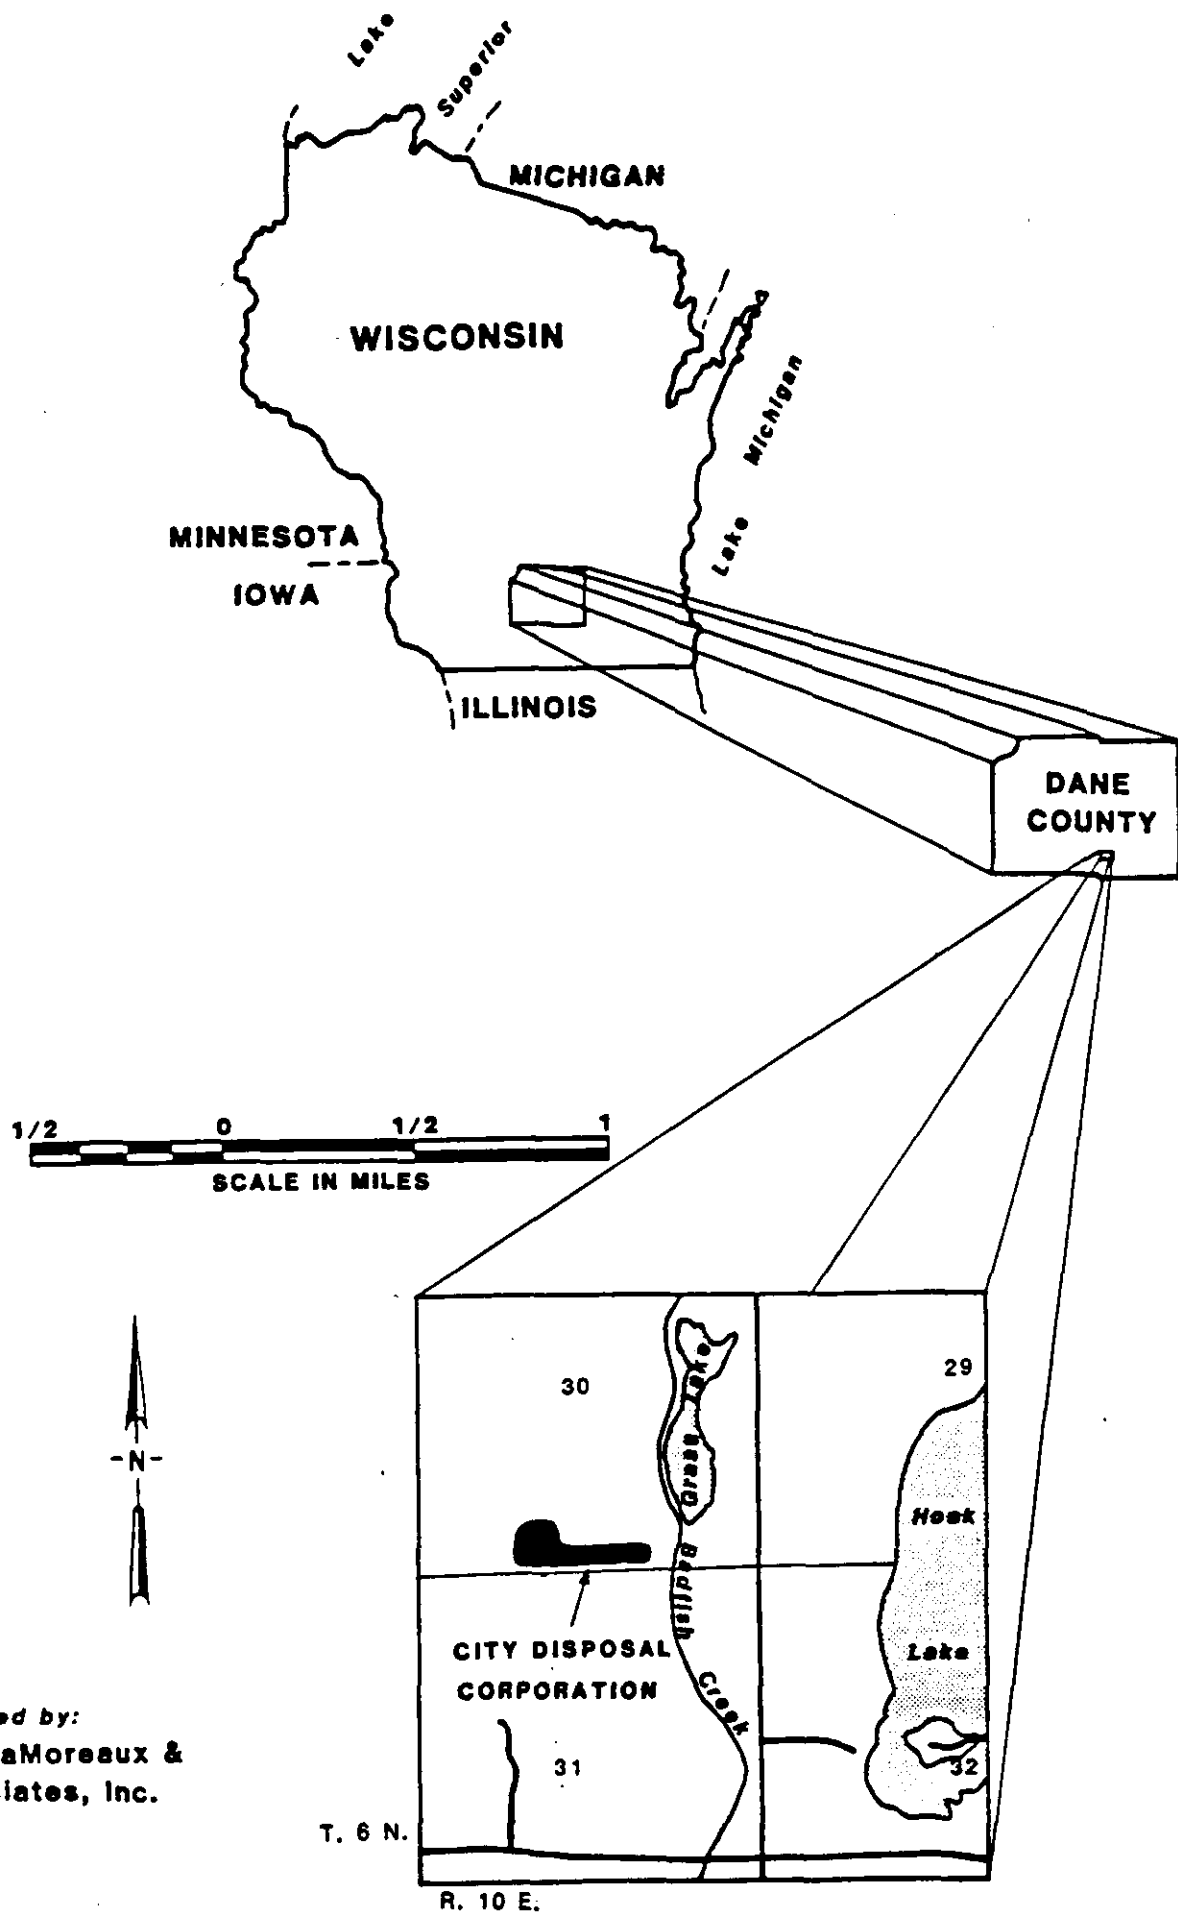 Lake
Superior
MICHIGAN
WISCONSIN
Lake Michigan
MINNESOTA
IOWA
ILLINOIS
DANE
COUNTY
1/2 0 1/2 1
SCALE IN MILES
-N-
30
29
Grass Lake
Hook
Lake
Badfish
Creek
CITY DISPOSAL
CORPORATION
31
32
T. 6 N.
R. 10 E.
ed by:
aMoreaux &
iates, Inc.